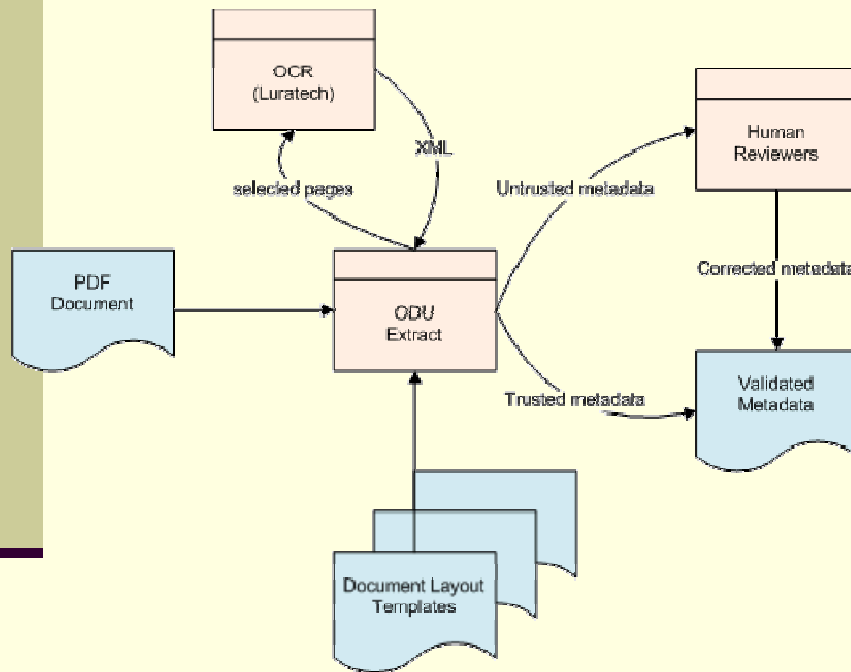 OCR
(Luratech)
XML
selected pages
Human
Reviewers
Untrusted metadata
PDF
Document
ODU
Extract
Corrected metadata
Trusted metadata
Validated
Metadata
Document Layout
Templates